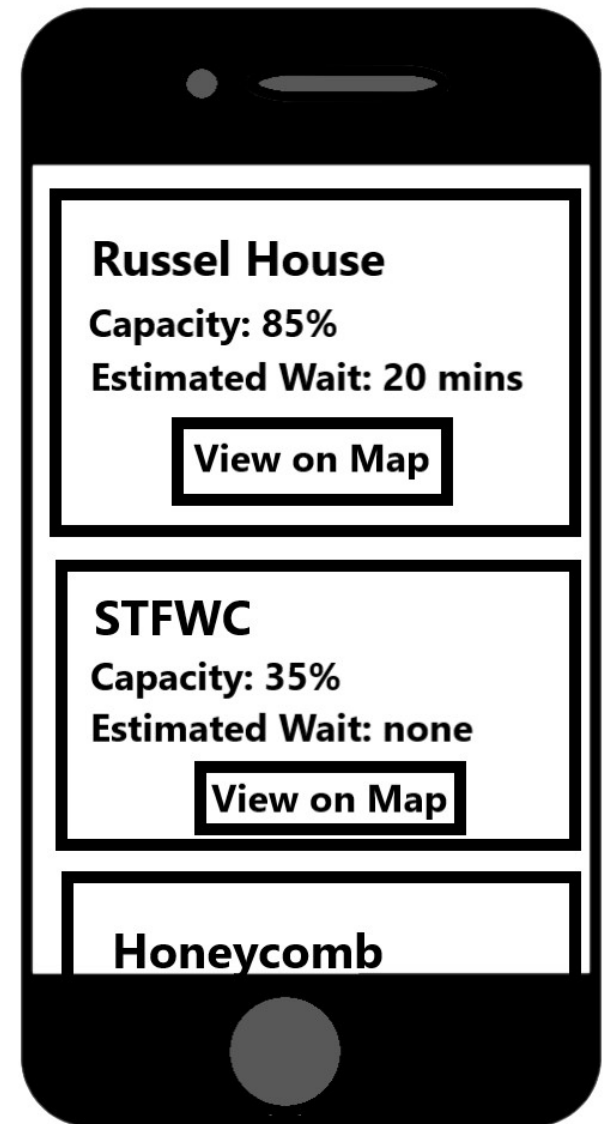 Russel House
Capacity: 85%
Estimated Wait: 20 mins
View on Map
STFWC
Capacity: 35%
Estimated Wait: none
View on Map
Honeycomb